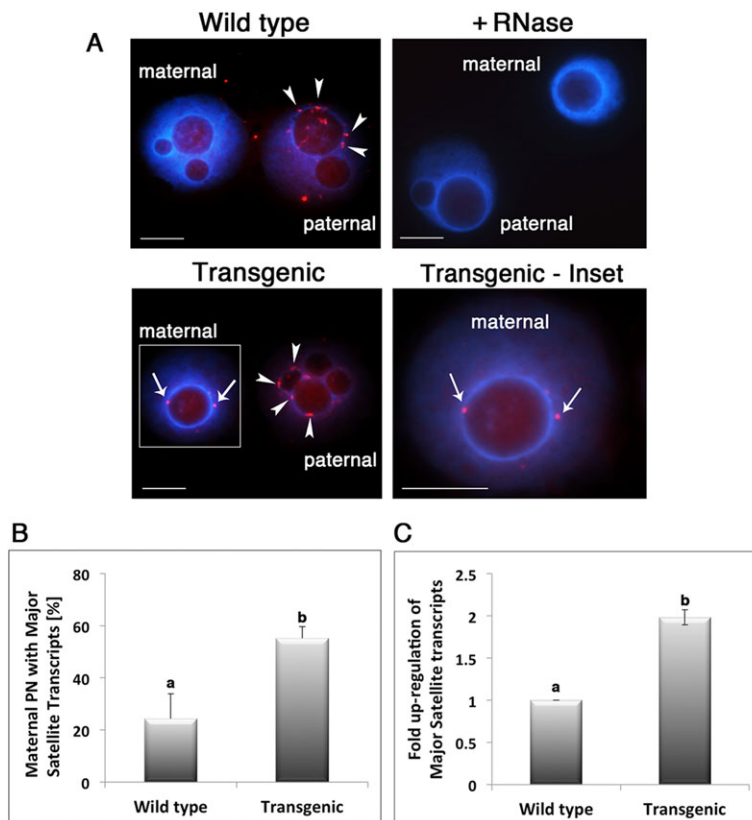 A
Wild type
+ RNase
maternal
paternal
maternal
paternal
Transgenic
Transgenic - Inset
maternal
paternal
maternal
B
Maternal PN with Major
Satellite Transcripts [%]
80
60
40
20
0
a
b
Wild type
Transgenic
C
Fold up-regulation of
Major Satellite transcripts
2.5
2
1.5
1
0.5
0
a
b
Wild type
Transgenic